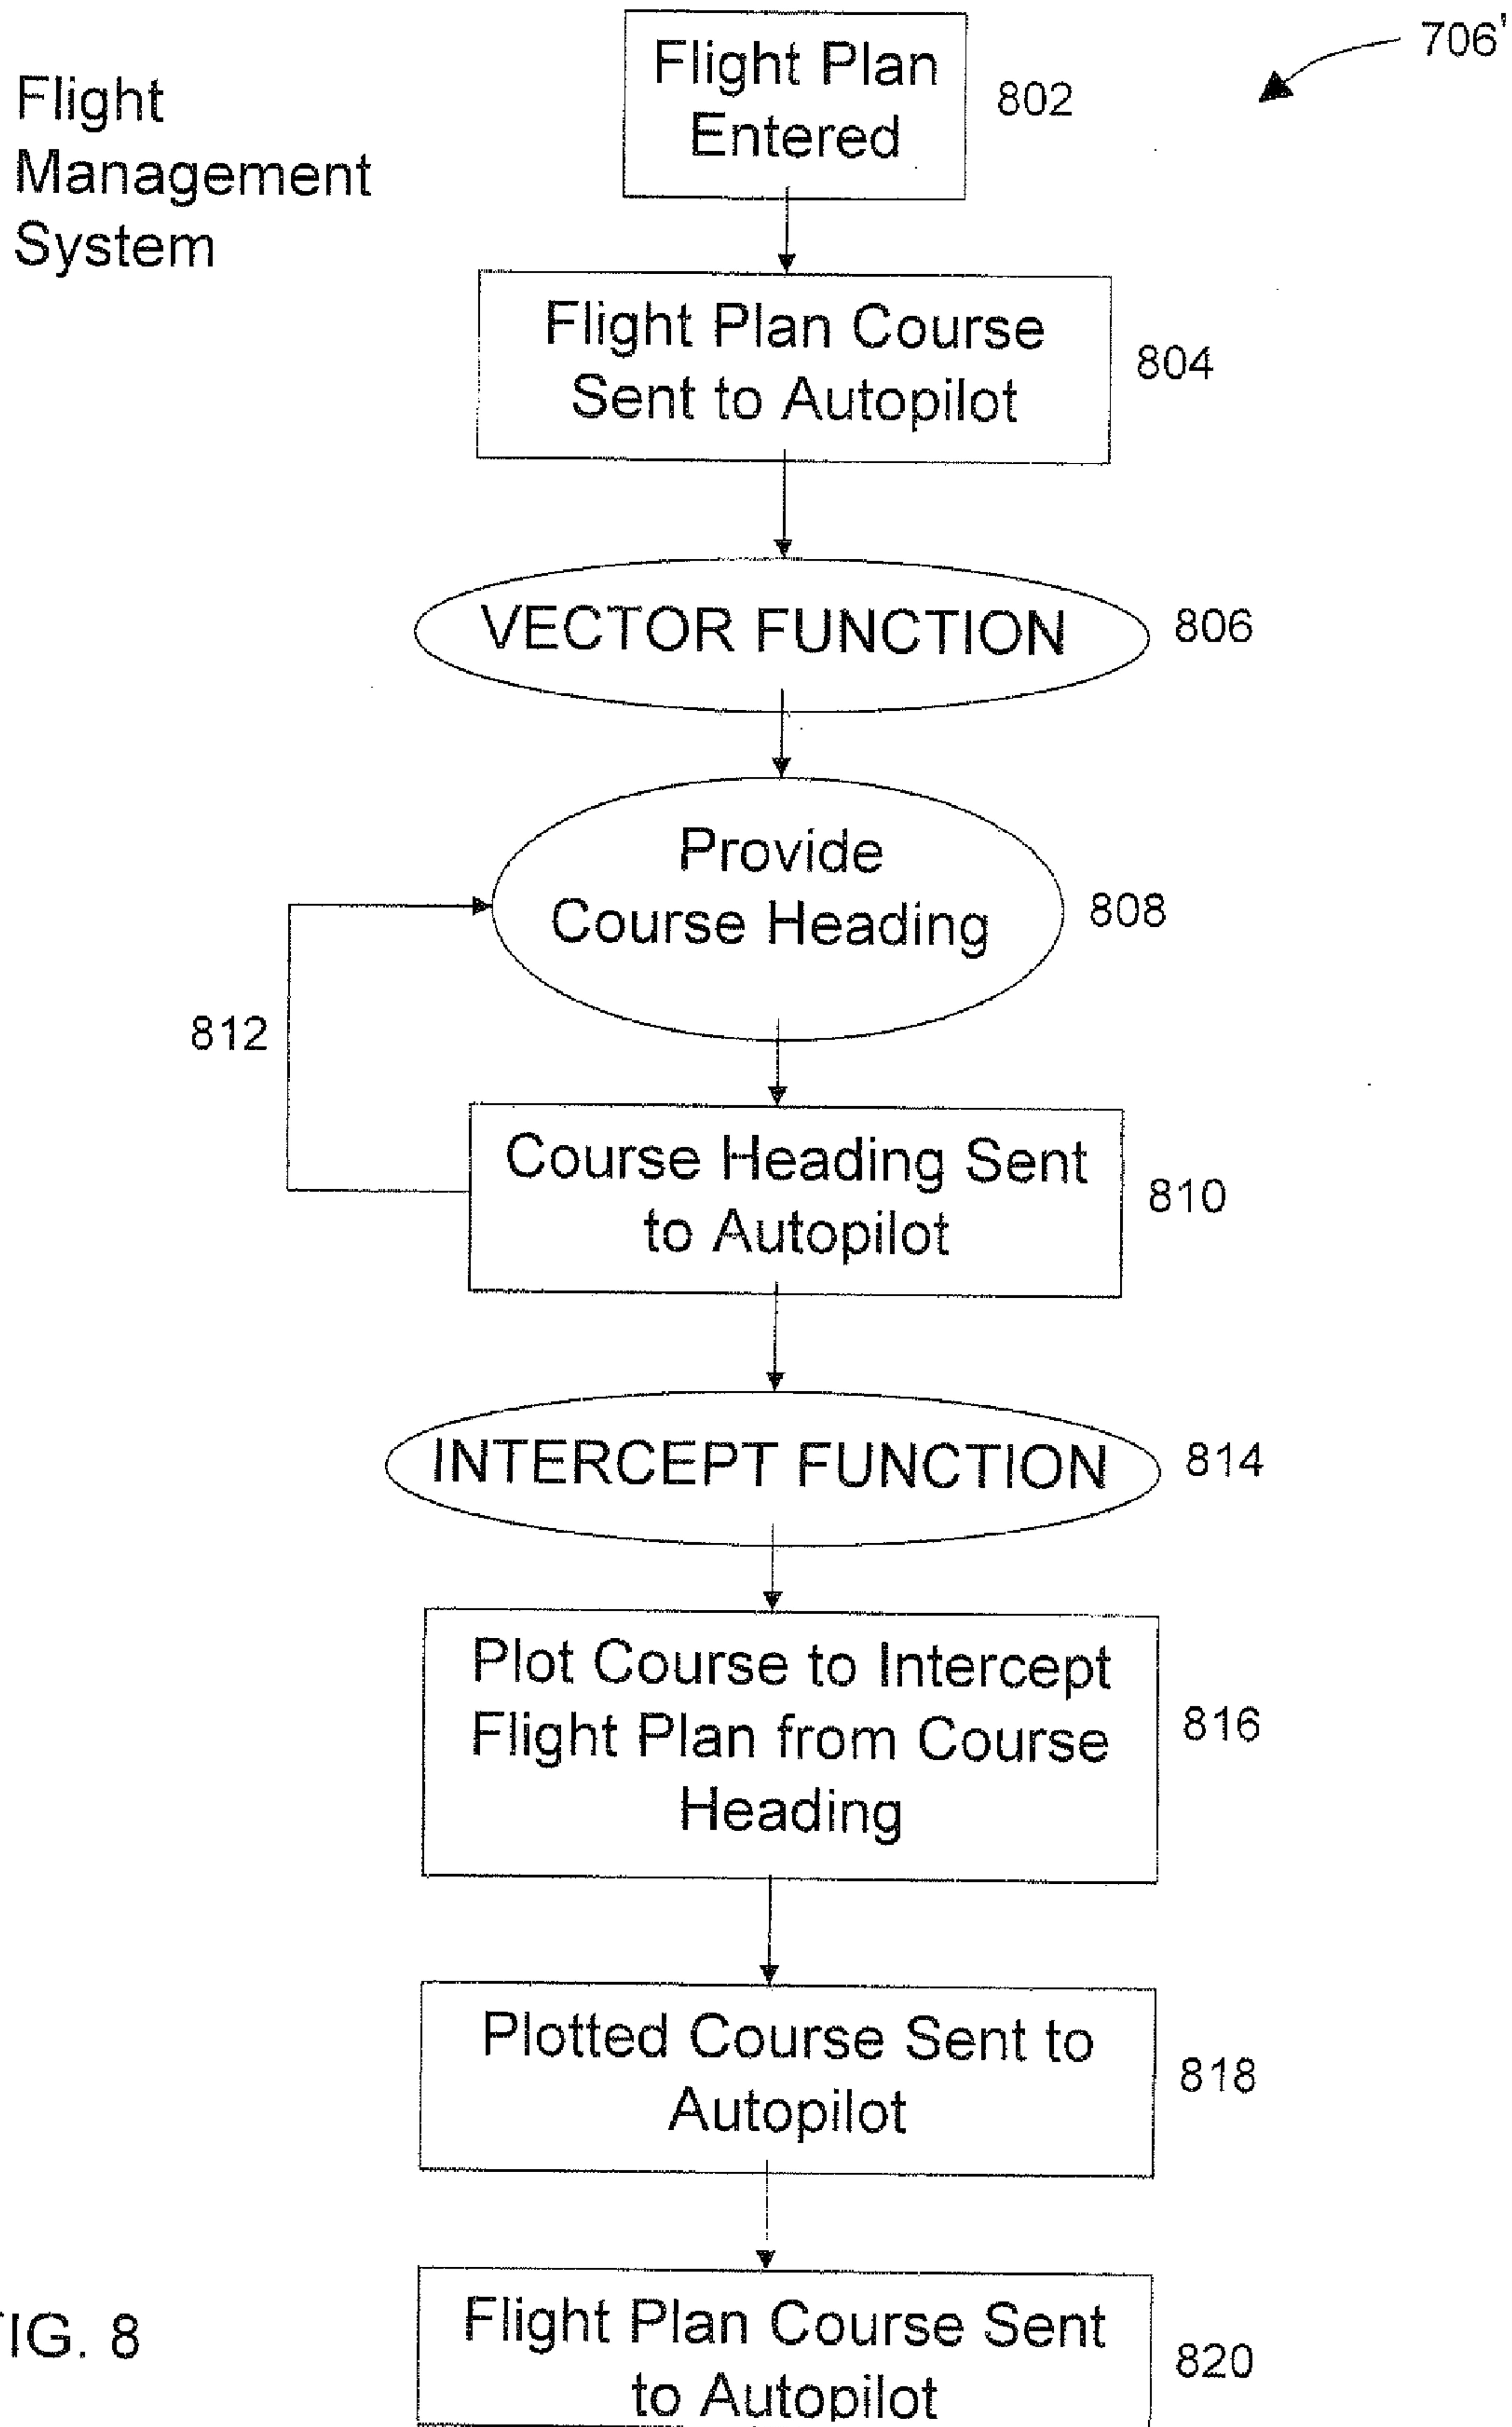 706'
Flight
Management
System
Flight Plan
Entered
802
Flight Plan Course
Sent to Autopilot
804
VECTOR FUNCTION
806
Provide
Course Heading
808
812
Course Heading Sent
to Autopilot
810
INTERCEPT FUNCTION
814
Plot Course to Intercept
Flight Plan from Course
Heading
816
Plotted Course Sent to
Autopilot
818
Flight Plan Course Sent
to Autopilot
820
IG. 8